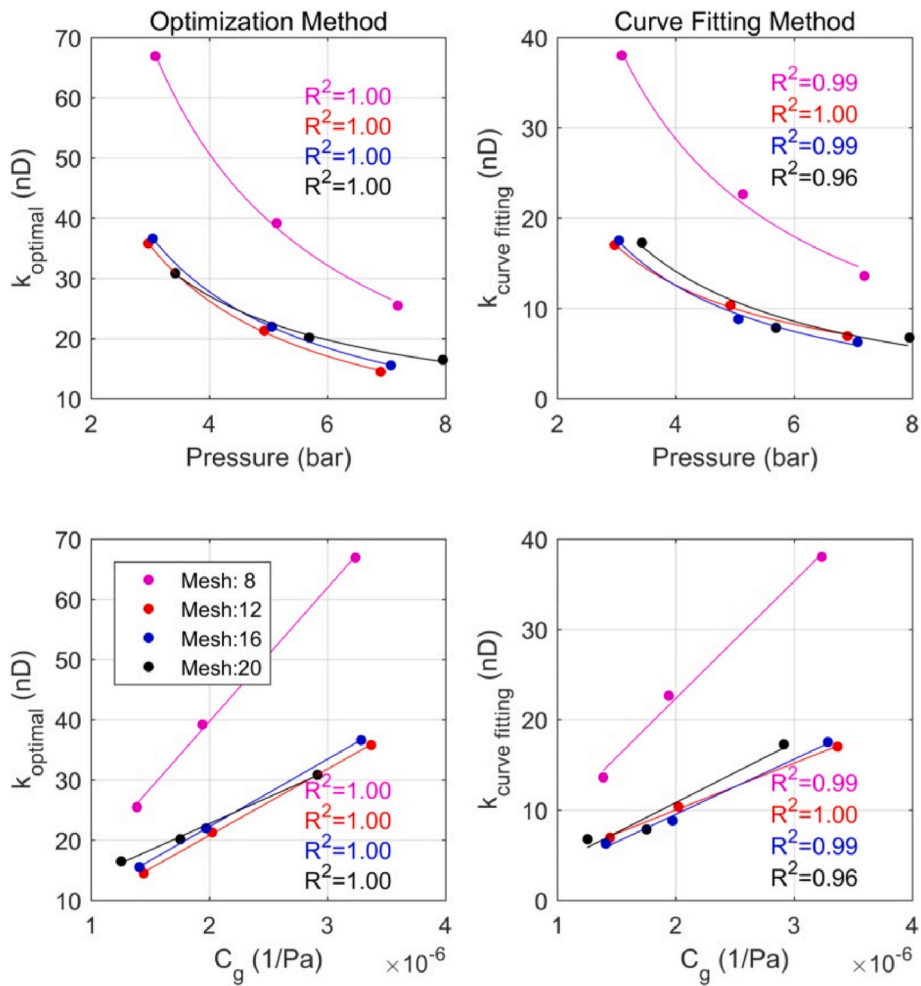 Optimization Method
70
60
50
40
30
20
10
k_optimal (nD)
R²=1.00
R²=1.00
R²=1.00
R²=1.00
2 4 6 8
Pressure (bar)
Curve Fitting Method
40
30
20
10
0
k_curve fitting (nD)
R²=0.99
R²=1.00
R²=0.99
R²=0.96
2 4 6 8
Pressure (bar)
70
60
50
40
30
20
10
k_optimal (nD)
Mesh: 8
Mesh:12
Mesh:16
Mesh:20
R²=1.00
R²=1.00
R²=1.00
R²=1.00
1 2 3 4
C_g (1/Pa) ×10⁻⁶
40
30
20
10
0
k_curve fitting (nD)
R²=0.99
R²=1.00
R²=0.99
R²=0.96
1 2 3 4
C_g (1/Pa) ×10⁻⁶